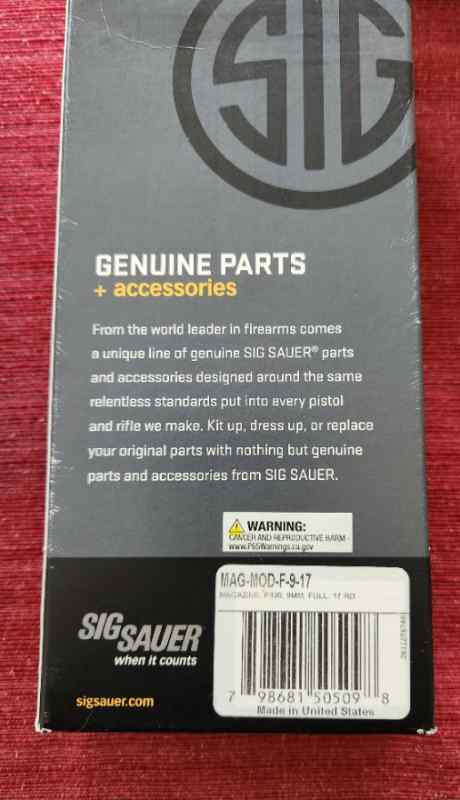 SIG
GENUINE PARTS
+ accessories
From the world leader in firearms comes
a unique line of genuine SIG SAUER® parts
and accessories designed around the same
relentless standards put into every pistol
and rifle we make. Kit up, dress up, or replace
your original parts with nothing but genuine
parts and accessories from SIG SAUER.
WARNING:
CANCER AND REPRODUCTIVE HARM -
www.P65Warnings.ca.gov
MAG-MOD-F-9-17
MAGAZINE, P320, 9MM, FULL, 17 RD
SIG SAUER
when it counts
7 98681 50509 8
Made in United States
sigsauer.com